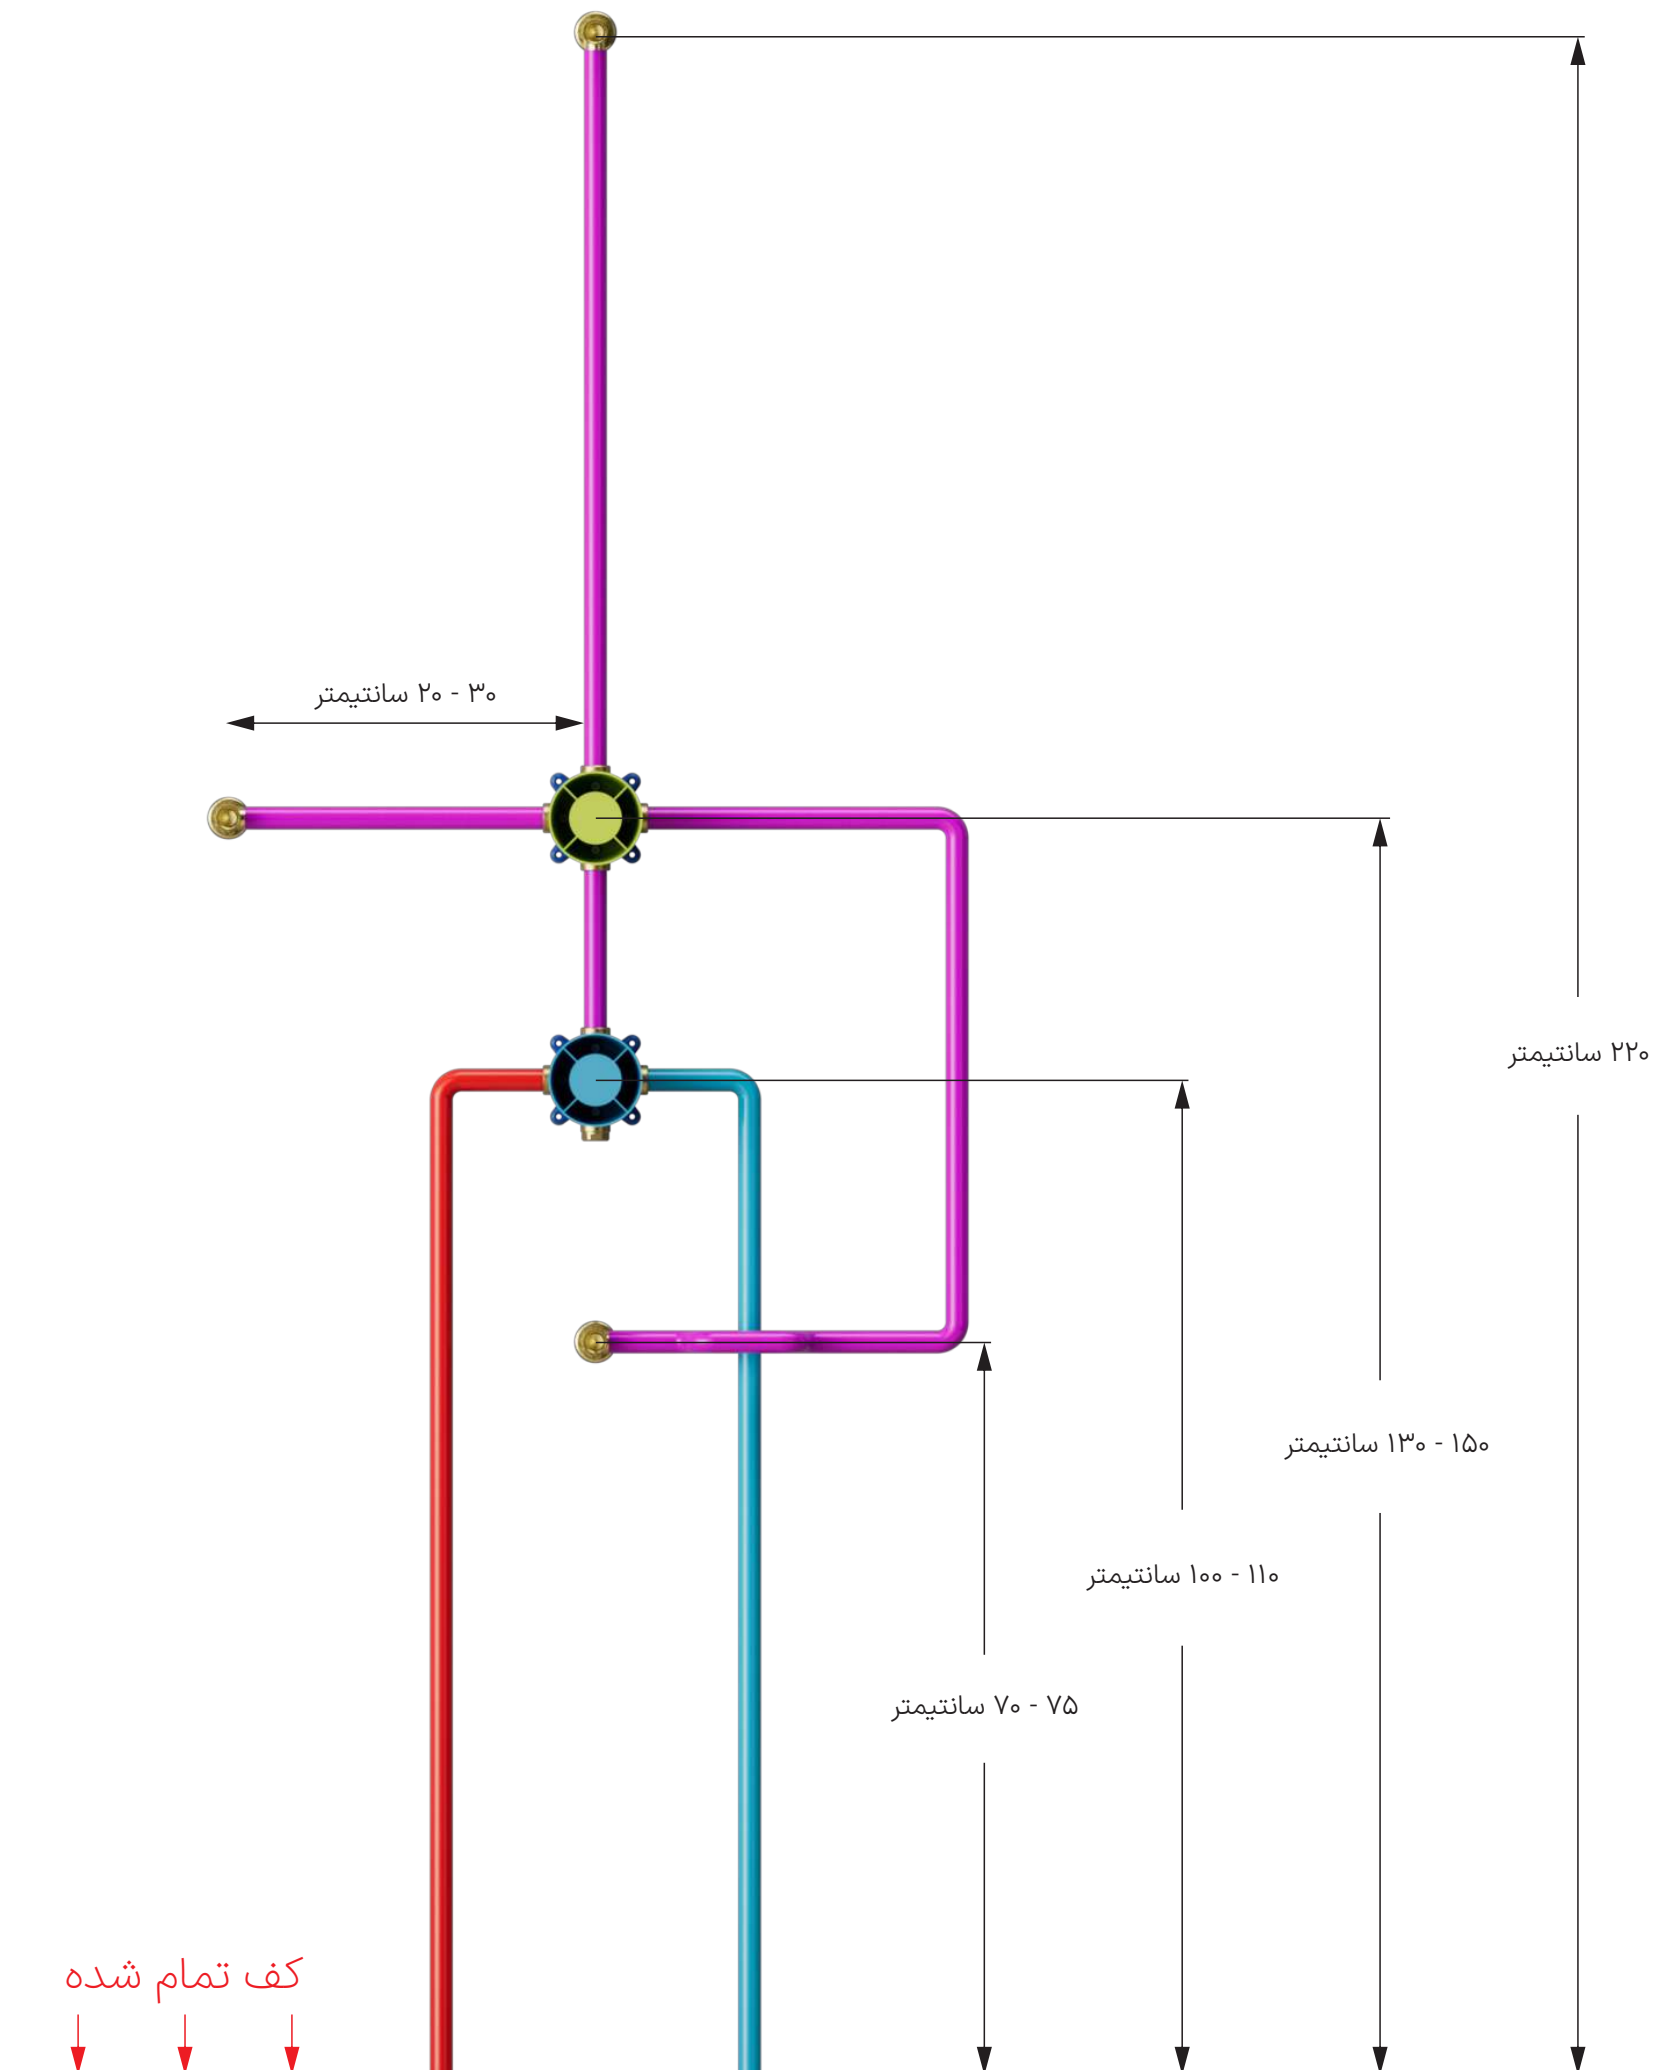 ۲۰ - ۳۰ سانتیمتر
۲۲۰ سانتیمتر
۱۳۰ - ۱۵۰ سانتیمتر
۱۰۰ - ۱۱۰ سانتیمتر
۷۰ - ۷۵ سانتیمتر
کف تمام شده